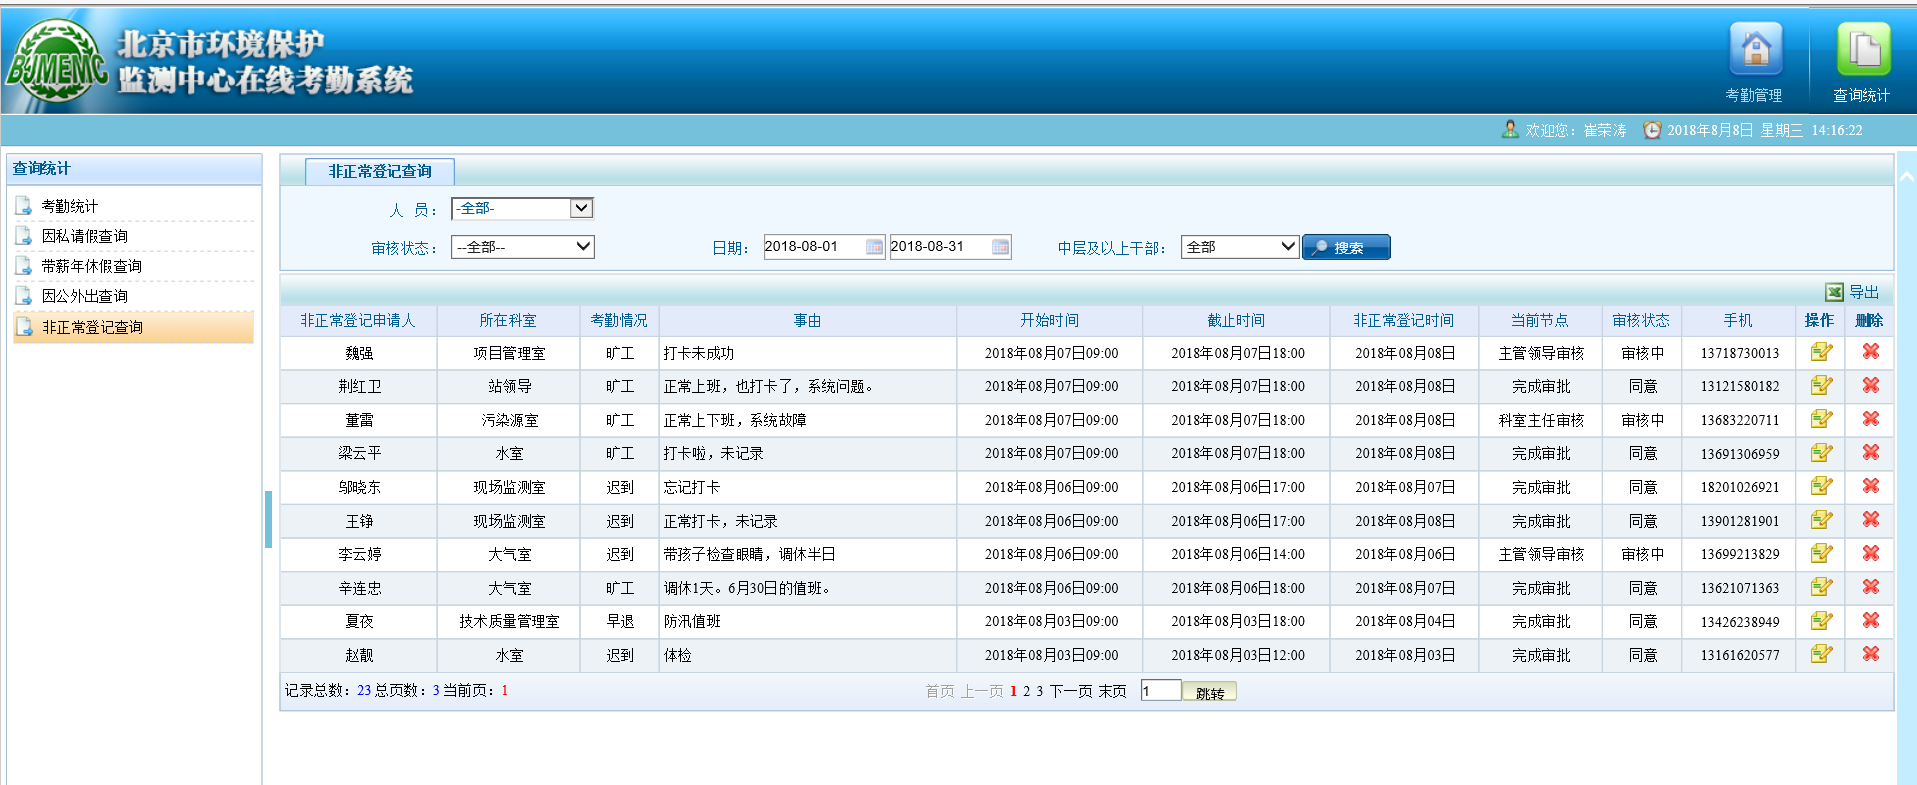 BJMEMC
北京市环境保护
监测中心在线考勤系统
考勤管理
查询统计
欢迎您：崔荣涛 2018年8月8日 星期三 14:16:22
查询统计
考勤统计
因私请假查询
带薪年休假查询
因公外出查询
非正常登记查询
非正常登记查询
人 员： -全部-
审核状态： --全部-- 日期： 2018-08-01 2018-08-31 中层及以上干部： 全部 搜索
导出
非正常登记申请人 所在科室 考勤情况 事由 开始时间 截止时间 非正常登记时间 当前节点 审核状态 手机 操作 删除
魏强 项目管理室 旷工 打卡未成功 2018年08月07日09:00 2018年08月07日18:00 2018年08月08日 主管领导审核 审核中 13718730013
荆红卫 站领导 旷工 正常上班，也打卡了，系统问题。 2018年08月07日09:00 2018年08月07日18:00 2018年08月08日 完成审批 同意 13121580182
董雷 污染源室 旷工 正常上下班，系统故障 2018年08月07日09:00 2018年08月07日18:00 2018年08月08日 科室主任审核 审核中 13683220711
梁云平 水室 旷工 打卡啦，未记录 2018年08月07日09:00 2018年08月07日18:00 2018年08月08日 完成审批 同意 13691306959
邬晓东 现场监测室 迟到 忘记打卡 2018年08月06日09:00 2018年08月06日17:00 2018年08月07日 完成审批 同意 18201026921
王铮 现场监测室 迟到 正常打卡，未记录 2018年08月06日09:00 2018年08月06日17:00 2018年08月08日 完成审批 同意 13901281901
李云婷 大气室 迟到 带孩子检查眼睛，调休半日 2018年08月06日09:00 2018年08月06日14:00 2018年08月06日 主管领导审核 审核中 13699213829
辛连忠 大气室 旷工 调休1天。6月30日的值班。 2018年08月06日09:00 2018年08月06日18:00 2018年08月07日 完成审批 同意 13621071363
夏夜 技术质量管理室 早退 防汛值班 2018年08月03日09:00 2018年08月03日18:00 2018年08月04日 完成审批 同意 13426238949
赵靓 水室 迟到 体检 2018年08月03日09:00 2018年08月03日12:00 2018年08月03日 完成审批 同意 13161620577
记录总数：23 总页数：3 当前页：1 首页 上一页 1 2 3 下一页 末页 1 跳转